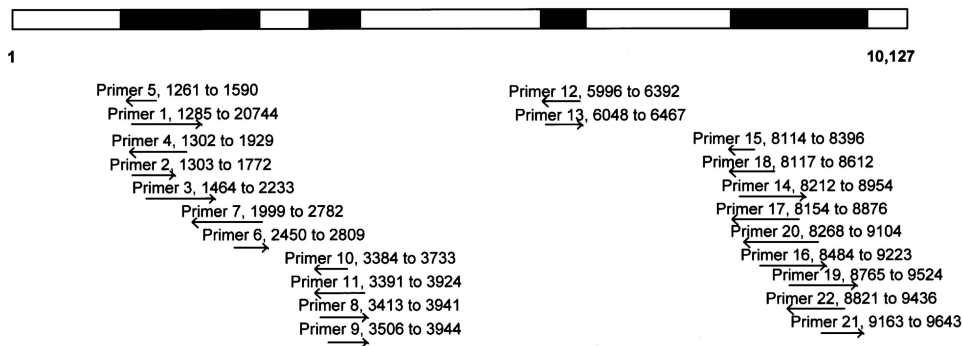 1 10,127
Primer 5, 1261 to 1590
Primer 12, 5996 to 6392
Primer 1, 1285 to 20744
Primer 13, 6048 to 6467
Primer 4, 1302 to 1929
Primer 15, 8114 to 8396
Primer 2, 1303 to 1772
Primer 18, 8117 to 8612
Primer 3, 1464 to 2233
Primer 14, 8212 to 8954
Primer 7, 1999 to 2782
Primer 17, 8154 to 8876
Primer 6, 2450 to 2809
Primer 20, 8268 to 9104
Primer 10, 3384 to 3733
Primer 16, 8484 to 9223
Primer 11, 3391 to 3924
Primer 19, 8765 to 9524
Primer 8, 3413 to 3941
Primer 22, 8821 to 9436
Primer 9, 3506 to 3944
Primer 21, 9163 to 9643